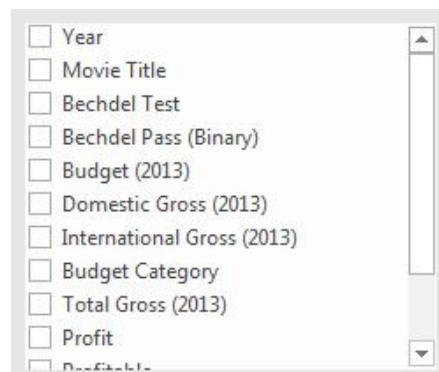 Year
Movie Title
Bechdel Test
Bechdel Pass (Binary)
Budget (2013)
Domestic Gross (2013)
International Gross (2013)
Budget Category
Total Gross (2013)
Profit
Profitable